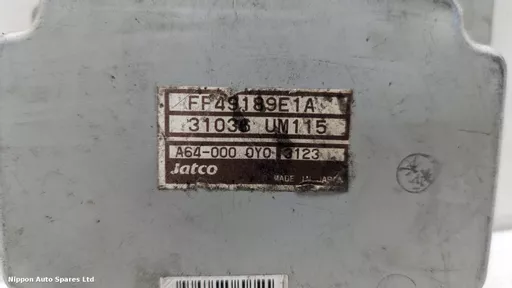 FP49189E1A
31036 UM115
A64-000 0Y0 3123
Jatco
MADE IN JAPAN
Nippon Auto Spares Ltd